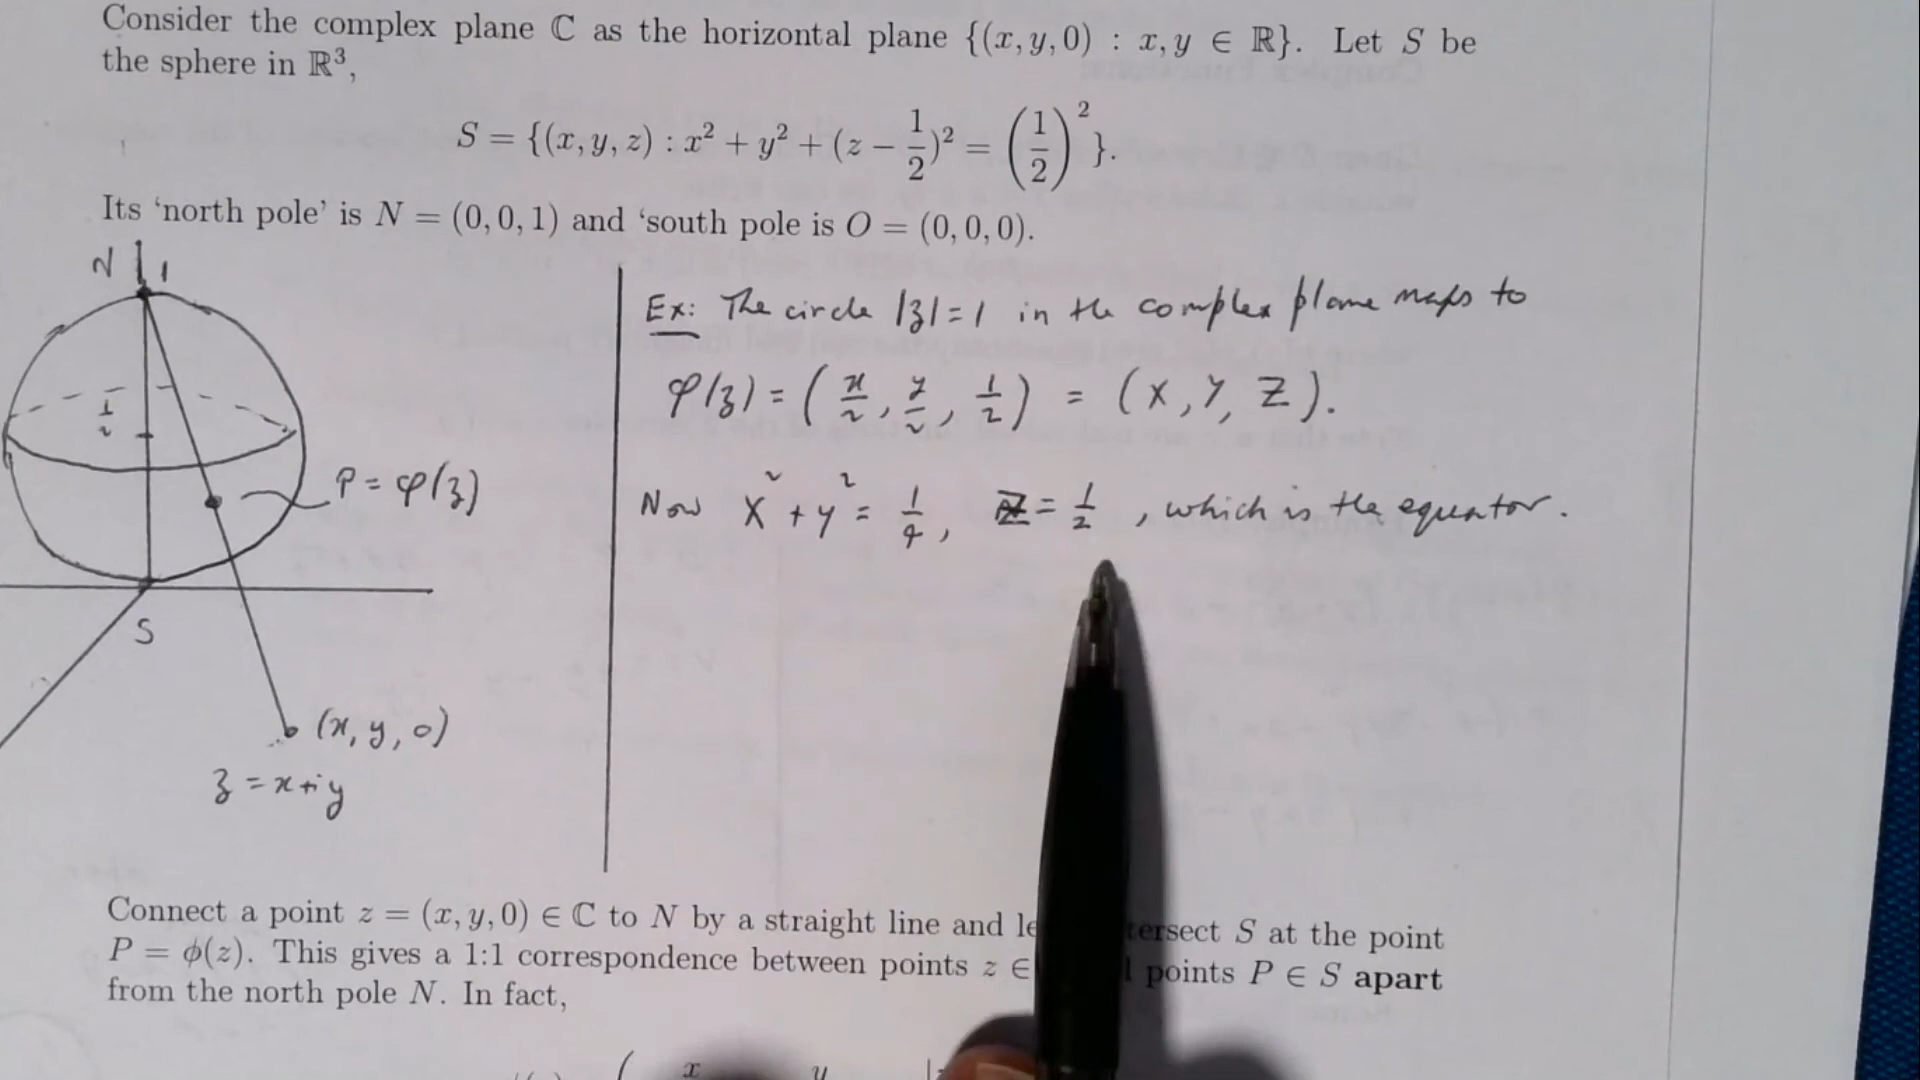 Consider the complex plane ℂ as the horizontal plane {(x, y, 0) : x, y ∈ ℝ}. Let S be
the sphere in ℝ³,
S = {(x, y, z) : x² + y² + (z − 1/2)² = (1/2)²}.
Its 'north pole' is N = (0, 0, 1) and 'south pole is O = (0, 0, 0).
N 1
1/2
P = φ(z)
S
(x, y, 0)
z = x+iy
Ex: The circle |z|=1 in the complex plane maps to
φ(z) = (x/2, y/2, 1/2) = (X, Y, Z).
Now X² + Y² = 1/4, Z = 1/2, which is the equator.
Connect a point z = (x, y, 0) ∈ ℂ to N by a straight line and intersect S at the point
P = ϕ(z). This gives a 1:1 correspondence between points z ∈ points P ∈ S apart
from the north pole N. In fact,
x y